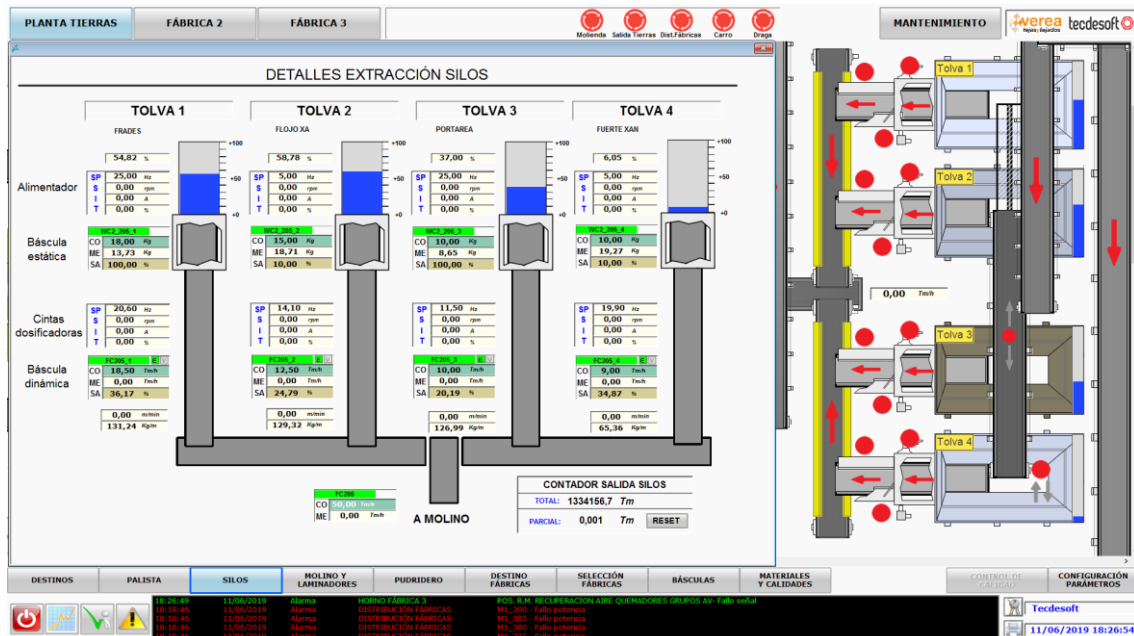 PLANTA TIERRAS
FÁBRICA 2
FÁBRICA 3
Molienda Salida Tierras Dist.Fábricas Carro Draga
MANTENIMIENTO
verea
tejas y tejados
tecdesoft
DETALLES EXTRACCIÓN SILOS
TOLVA 1 TOLVA 2 TOLVA 3 TOLVA 4
FRADES FLOJO XA PORTAREA FUERTE XAN
+100 +100 +100 +100
54,82 % 58,78 % 37,00 % 6,05 %
Alimentador
SP 25,00 Hz SP 5,00 Hz SP 25,00 Hz SP 5,00 Hz
S 0,00 rpm S 0,00 rpm S 0,00 rpm S 0,00 rpm
I 0,00 A I 0,00 A I 0,00 A I 0,00 A
T 0,00 % T 0,00 % T 0,00 % T 0,00 %
+50 +50 +50 +50
+0 +0 +0 +0
Báscula estática
WC2_205_1 WC2_205_2 WC2_205_3 WC2_205_4
CO 18,00 Kg CO 15,00 Kg CO 10,00 Kg CO 10,00 Kg
ME 13,73 Kg ME 18,71 Kg ME 8,65 Kg ME 19,27 Kg
SA 100,00 % SA 10,00 % SA 100,00 % SA 10,00 %
Cintas dosificadoras
SP 20,60 Hz SP 14,10 Hz SP 11,50 Hz SP 19,90 Hz
S 0,00 rpm S 0,00 rpm S 0,00 rpm S 0,00 rpm
I 0,00 A I 0,00 A I 0,00 A I 0,00 A
T 0,00 % T 0,00 % T 0,00 % T 0,00 %
Báscula dinámica
FC205_1 E V FC205_2 E V FC205_3 E V FC205_4 E V
CO 18,50 Tm/h CO 12,50 Tm/h CO 10,00 Tm/h CO 9,00 Tm/h
ME 0,00 Tm/h ME 0,00 Tm/h ME 0,00 Tm/h ME 0,00 Tm/h
SA 36,17 % SA 24,79 % SA 20,19 % SA 34,87 %
0,00 m/min 0,00 m/min 0,00 m/min 0,00 m/min
131,24 Kg/m 129,32 Kg/m 126,99 Kg/m 65,36 Kg/m
FC205
CO 50,00 Tm/h
ME 0,00 Tm/h
A MOLINO
CONTADOR SALIDA SILOS
TOTAL: 1334156,7 Tm
PARCIAL: 0,001 Tm RESET
Tolva 1
Tolva 2
0,00 Tm/h
Tolva 3
Tolva 4
DESTINOS
PALISTA
SILOS
MOLINO Y LAMINADORES
PUDRIDERO
DESTINO FÁBRICAS
SELECCIÓN FÁBRICAS
BÁSCULAS
MATERIALES Y CALIDADES
CONTROL DE CALIDAD
CONFIGURACIÓN PARÁMETROS
18:26:49 11/06/2019 Alarma HORNO FÁBRICA 3 POS. R.M. RECUPERACION AIRE QUEMADORES GRUPOS AV- Fallo señal
18:18:46 11/06/2019 Alarma DISTRIBUCIÓN FÁBRICAS M1_390 - Fallo potencia
18:18:46 11/06/2019 Alarma DISTRIBUCIÓN FÁBRICAS M1_385 - Fallo potencia
18:18:46 11/06/2019 Alarma DISTRIBUCIÓN FÁBRICAS M1_380 - Fallo potencia
Tecdesoft
11/06/2019 18:26:54